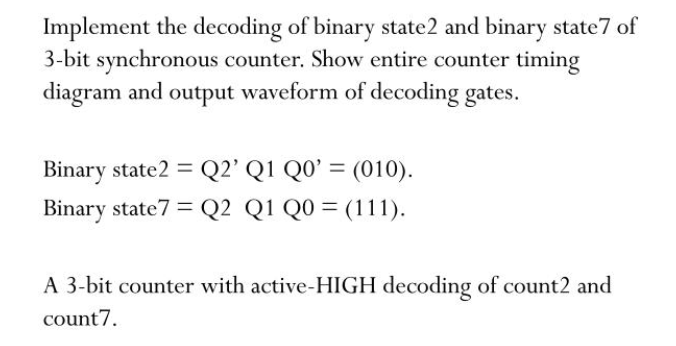 Implement the decoding of binary state2 and binary state7 of
3-bit synchronous counter. Show entire counter timing
diagram and output waveform of decoding gates.
Binary state2 = Q2’ Q1 Q0’ = (010).
Binary state7 = Q2 Q1 Q0 = (111).
A 3-bit counter with active-HIGH decoding of count2 and
count7.